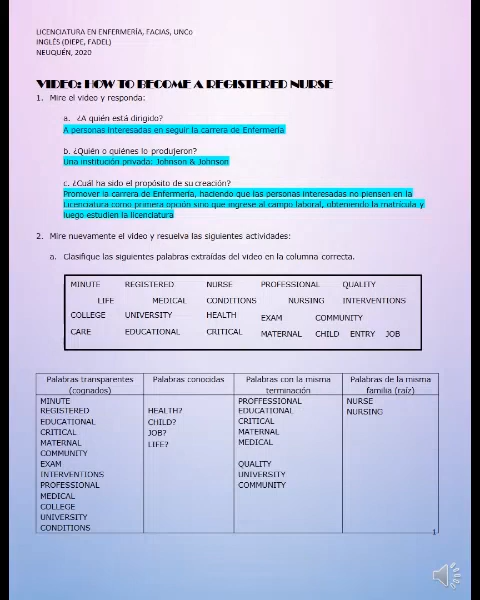 LICENCIATURA EN ENFERMERÍA, FACIAS, UNCo
INGLÉS (DIEPE, FADEL)
NEUQUÉN, 2020
VIDEO: HOW TO BECOME A REGISTERED NURSE
1. Mire el video y responda:
a. ¿A quién está dirigido?
A personas interesadas en seguir la carrera de Enfermería
b. ¿Quién o quiénes lo produjeron?
Una institución privada: Johnson & Johnson
c. ¿Cuál ha sido el propósito de su creación?
Promover la carrera de Enfermería, haciendo que las personas interesadas no piensen en la
Licenciatura como primera opción sino que ingrese al campo laboral, obteniendo la matrícula y
luego estudien la licenciatura
2. Mire nuevamente el video y resuelva las siguientes actividades:
a. Clasifique las siguientes palabras extraídas del video en la columna correcta.
MINUTE REGISTERED NURSE PROFESSIONAL QUALITY
LIFE MEDICAL CONDITIONS NURSING INTERVENTIONS
COLLEGE UNIVERSITY HEALTH EXAM COMMUNITY
CARE EDUCATIONAL CRITICAL MATERNAL CHILD ENTRY JOB
Palabras transparentes (cognados)
MINUTE
REGISTERED
EDUCATIONAL
CRITICAL
MATERNAL
COMMUNITY
EXAM
INTERVENTIONS
PROFESSIONAL
MEDICAL
COLLEGE
UNIVERSITY
CONDITIONS
Palabras conocidas
HEALTH?
CHILD?
JOB?
LIFE?
Palabras con la misma terminación
PROFFESSIONAL
EDUCATIONAL
CRITICAL
MATERNAL
MEDICAL
QUALITY
UNIVERSITY
COMMUNITY
Palabras de la misma familia (raíz)
NURSE
NURSING
1